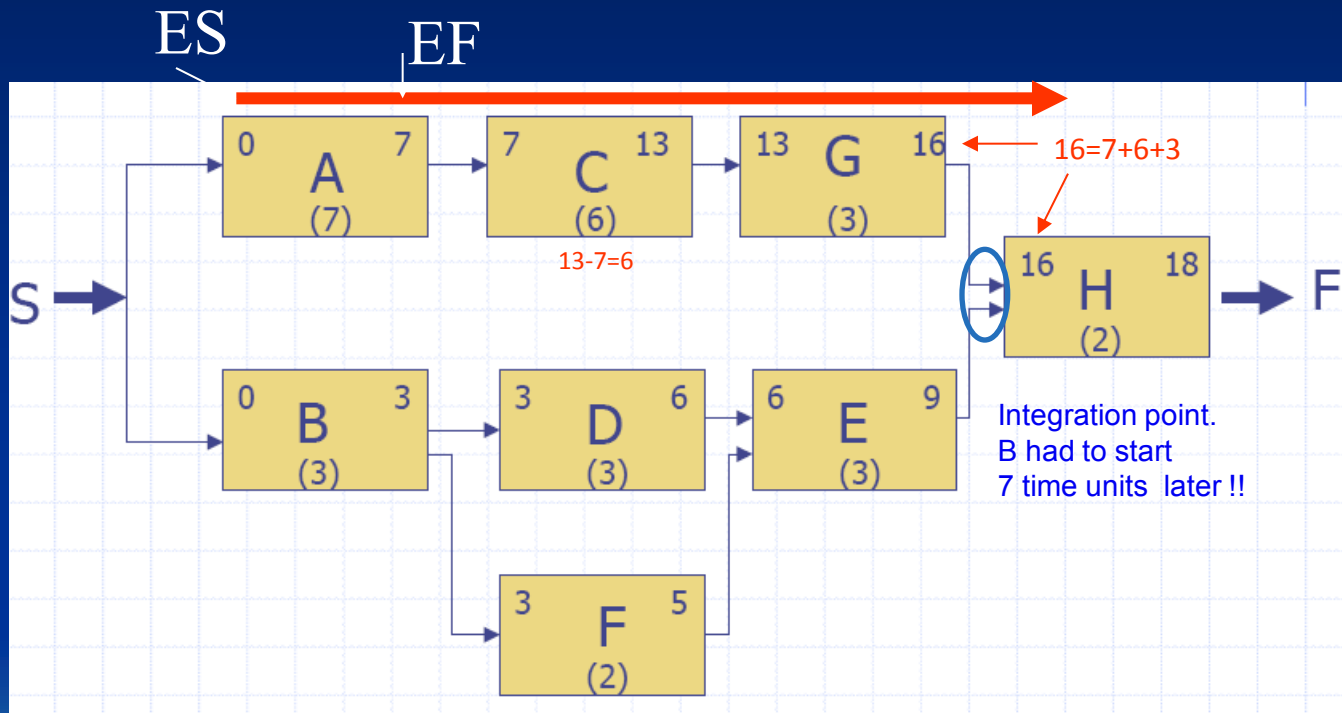 ES
EF
0 7
A
(7)
7 13
C
(6)
13-7=6
13 16
G
(3)
16=7+6+3
S
16 18
H
(2)
F
0 3
B
(3)
3 6
D
(3)
6 9
E
(3)
Integration point.
B had to start
7 time units later !!
3 5
F
(2)